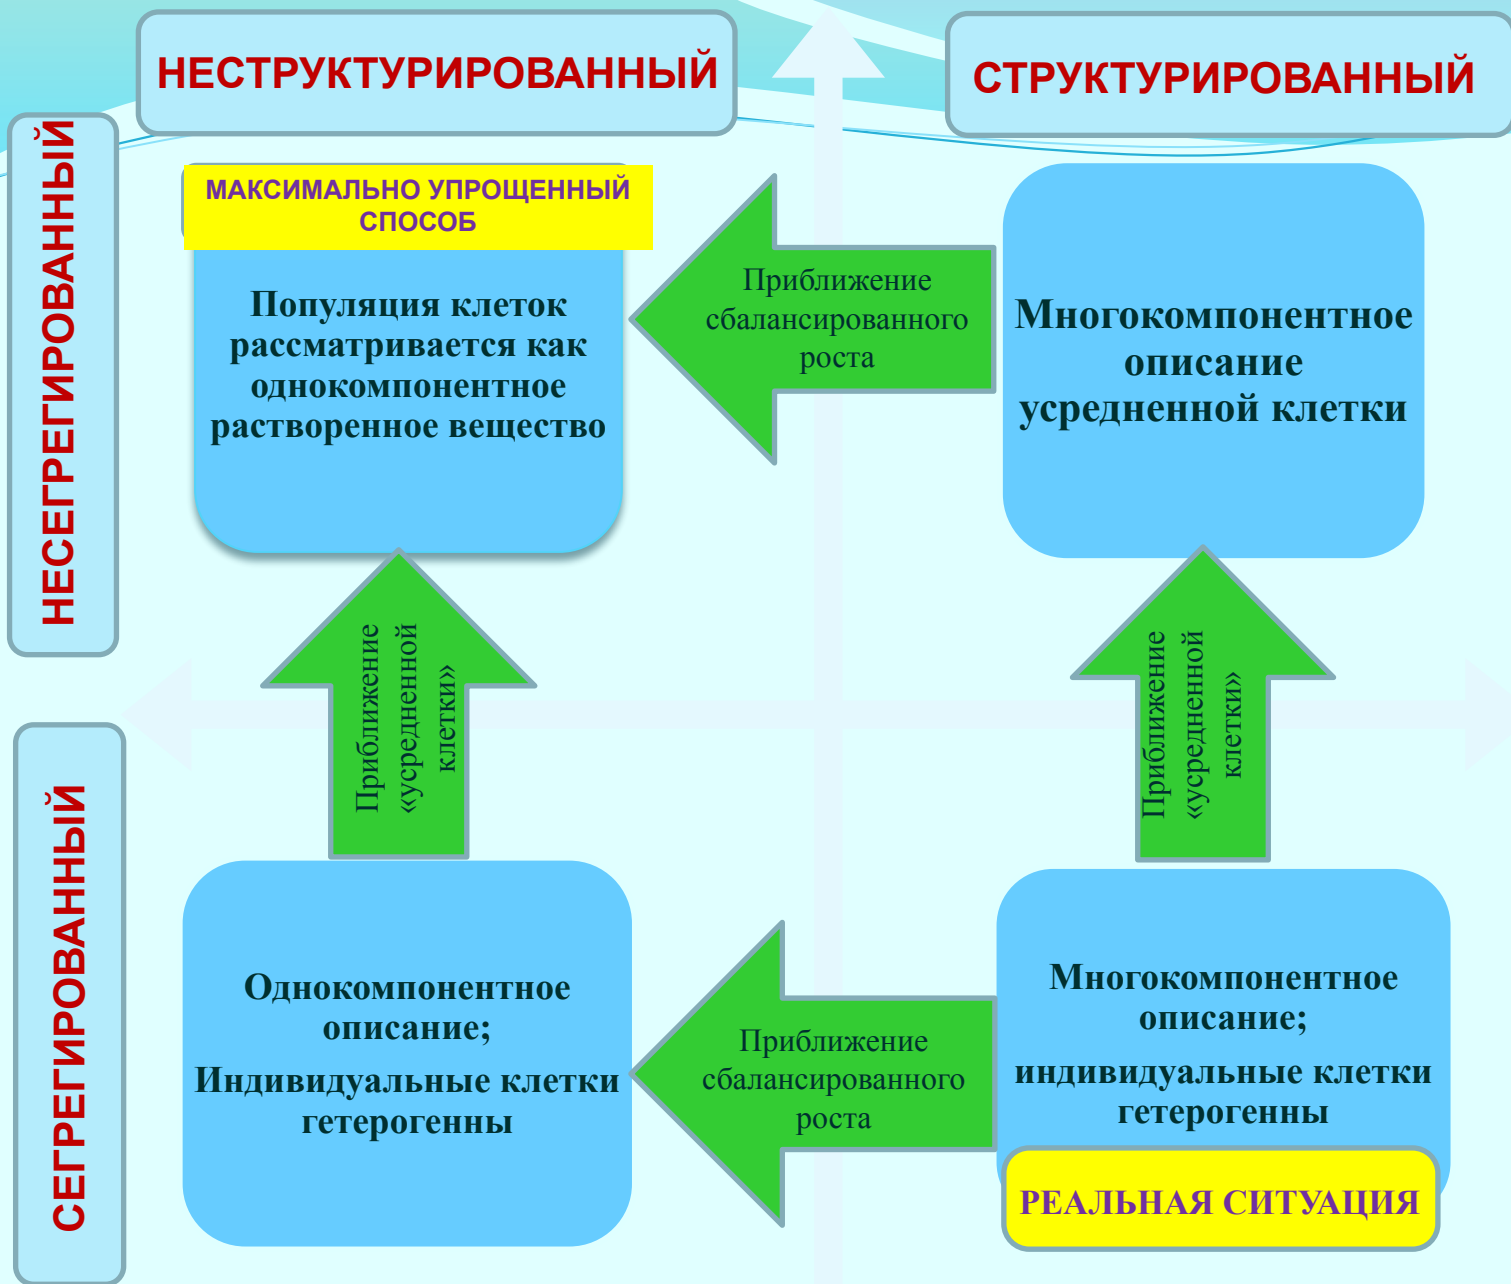 НЕСТРУКТУРИРОВАННЫЙ
СТРУКТУРИРОВАННЫЙ
НЕСЕГРЕГИРОВАННЫЙ
МАКСИМАЛЬНО УПРОЩЕННЫЙ
СПОСОБ
Популяция клеток
рассматривается как
однокомпонентное
растворенное вещество
Приближение
сбалансированного
роста
Многокомпонентное
описание
усредненной клетки
Приближение
«усредненной
клетки»
Приближение
«усредненной
клетки»
СЕГРЕГИРОВАННЫЙ
Однокомпонентное
описание;
Индивидуальные клетки
гетерогенны
Приближение
сбалансированного
роста
Многокомпонентное
описание;
индивидуальные клетки
гетерогенны
РЕАЛЬНАЯ СИТУАЦИЯ